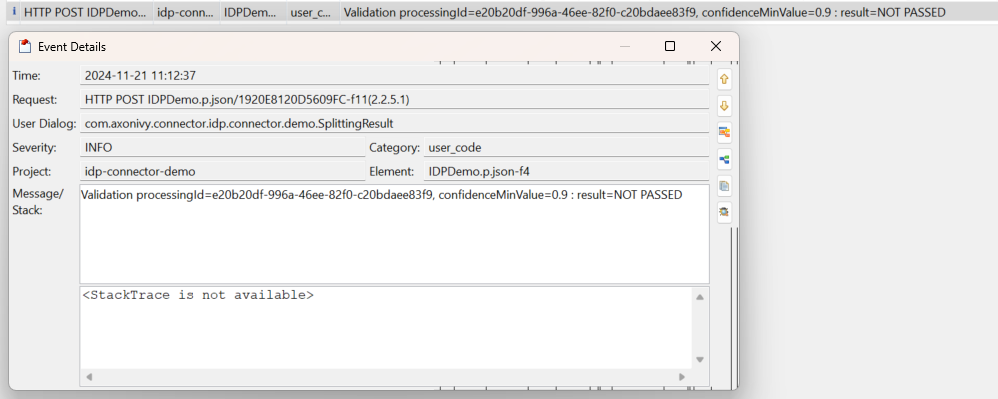 HTTP POST IDPDemo... idp-conn... IDPDem... user_c... Validation processingId=e20b20df-996a-46ee-82f0-c20bdaee83f9, confidenceMinValue=0.9 : result=NOT PASSED
Event Details
Time: 2024-11-21 11:12:37
Request: HTTP POST IDPDemo.p.json/1920E8120D5609FC-f11(2.2.5.1)
User Dialog: com.axonivy.connector.idp.connector.demo.SplittingResult
Severity: INFO Category: user_code
Project: idp-connector-demo Element: IDPDemo.p.json-f4
Message/ Validation processingId=e20b20df-996a-46ee-82f0-c20bdaee83f9, confidenceMinValue=0.9 : result=NOT PASSED
Stack:
<StackTrace is not available>